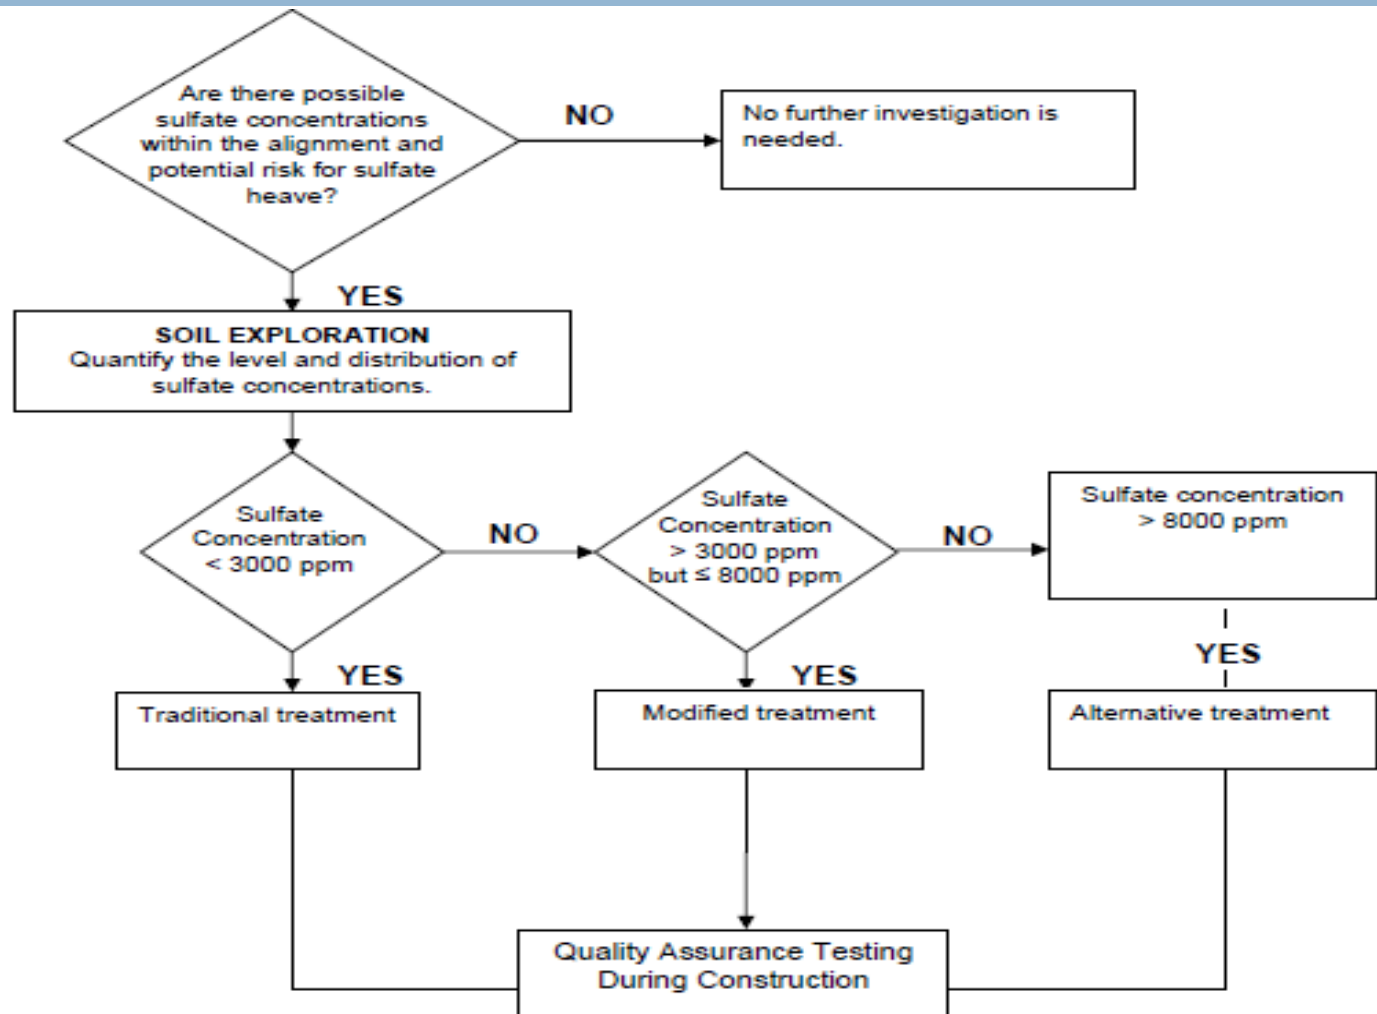 Are there possible
sulfate concentrations
within the alignment and
potential risk for sulfate
heave?
NO
No further investigation is
needed.
YES
SOIL EXPLORATION
Quantify the level and distribution of
sulfate concentrations.
Sulfate
Concentration
< 3000 ppm
NO
Sulfate
Concentration
> 3000 ppm
but ≤ 8000 ppm
NO
Sulfate concentration
> 8000 ppm
YES
YES
YES
Traditional treatment
Modified treatment
Alternative treatment
Quality Assurance Testing
During Construction